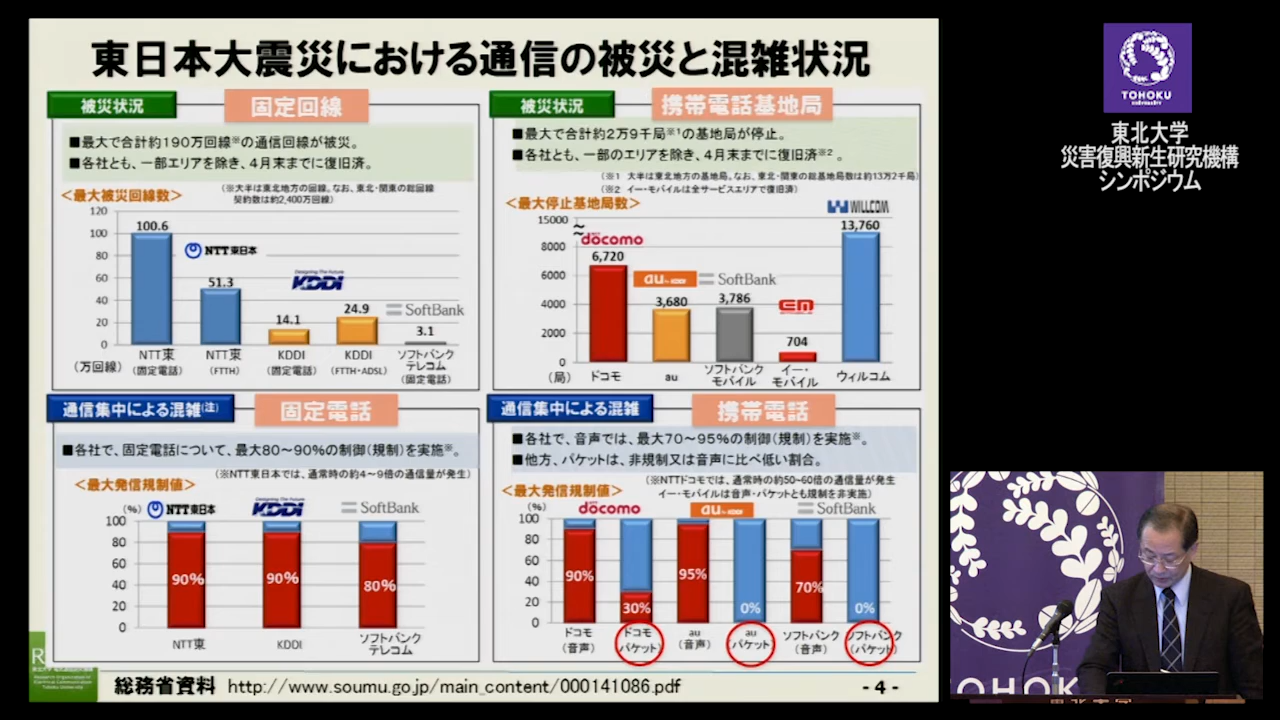 東日本大震災における通信の被災と混雑状況
被災状況
固定回線
■最大で合計約190万回線※の通信回線が被災。
■各社とも、一部エリアを除き、4月末までに復旧済。
(※大半は東北地方の回線。なお、東北・関東の総回線
契約数は約2,400万回線)
<最大被災回線数>
120
100
80
60
40
20
0
(万回線)
100.6
51.3
14.1
24.9
3.1
NTT東日本
Designing The Future
KDDI
SoftBank
NTT東
(固定電話)
NTT東
(FTTH)
KDDI
(固定電話)
KDDI
(FTTH・ADSL)
ソフトバンク
テレコム
(固定電話)
被災状況
携帯電話基地局
■最大で合計約2万9千局※1の基地局が停止。
■各社とも、一部のエリアを除き、4月末までに復旧済※2。
(※1 大半は東北地方の基地局。なお、東北・関東の総基地局数は約13万2千局)
(※2 イー・モバイルは全サービスエリアで復旧済)
<最大停止基地局数>
15000
8000
6000
4000
2000
0
(局)
döcomo
6,720
au by KDDI
3,680
SoftBank
3,786
EM
704
WILLCOM
13,760
ドコモ
au
ソフトバンク
モバイル
イー・
モバイル
ウィルコム
通信集中による混雑(注)
固定電話
■各社で、固定電話について、最大80～90%の制御(規制)を実施※。
(※NTT東日本では、通常時の約4～9倍の通信量が発生)
<最大発信規制値>
(%)
NTT東日本
Designing The Future
KDDI
SoftBank
100
80
60
40
20
0
90%
90%
80%
NTT東
KDDI
ソフトバンク
テレコム
通信集中による混雑
携帯電話
■各社で、音声では、最大70～95%の制御(規制)を実施※。
■他方、パケットは、非規制又は音声に比べ低い割合。
(※NTTドコモでは、通常時の約50~60倍の通信量が発生
イー・モバイルは音声・パケットとも規制を非実施)
<最大発信規制値>
(%)
döcomo
au by KDDI
SoftBank
100
80
60
40
20
0
90%
30%
95%
0%
70%
0%
ドコモ
(音声)
ドコモ
(パケット)
au
(音声)
au
(パケット)
ソフトバンク
(音声)
ソフトバンク
(パケット)
総務省資料 http://www.soumu.go.jp/main_content/000141086.pdf
- 4 -
TOHOKU
UNIVERSITY
東北大学
災害復興新生研究機構
シンポジウム
TOHOK